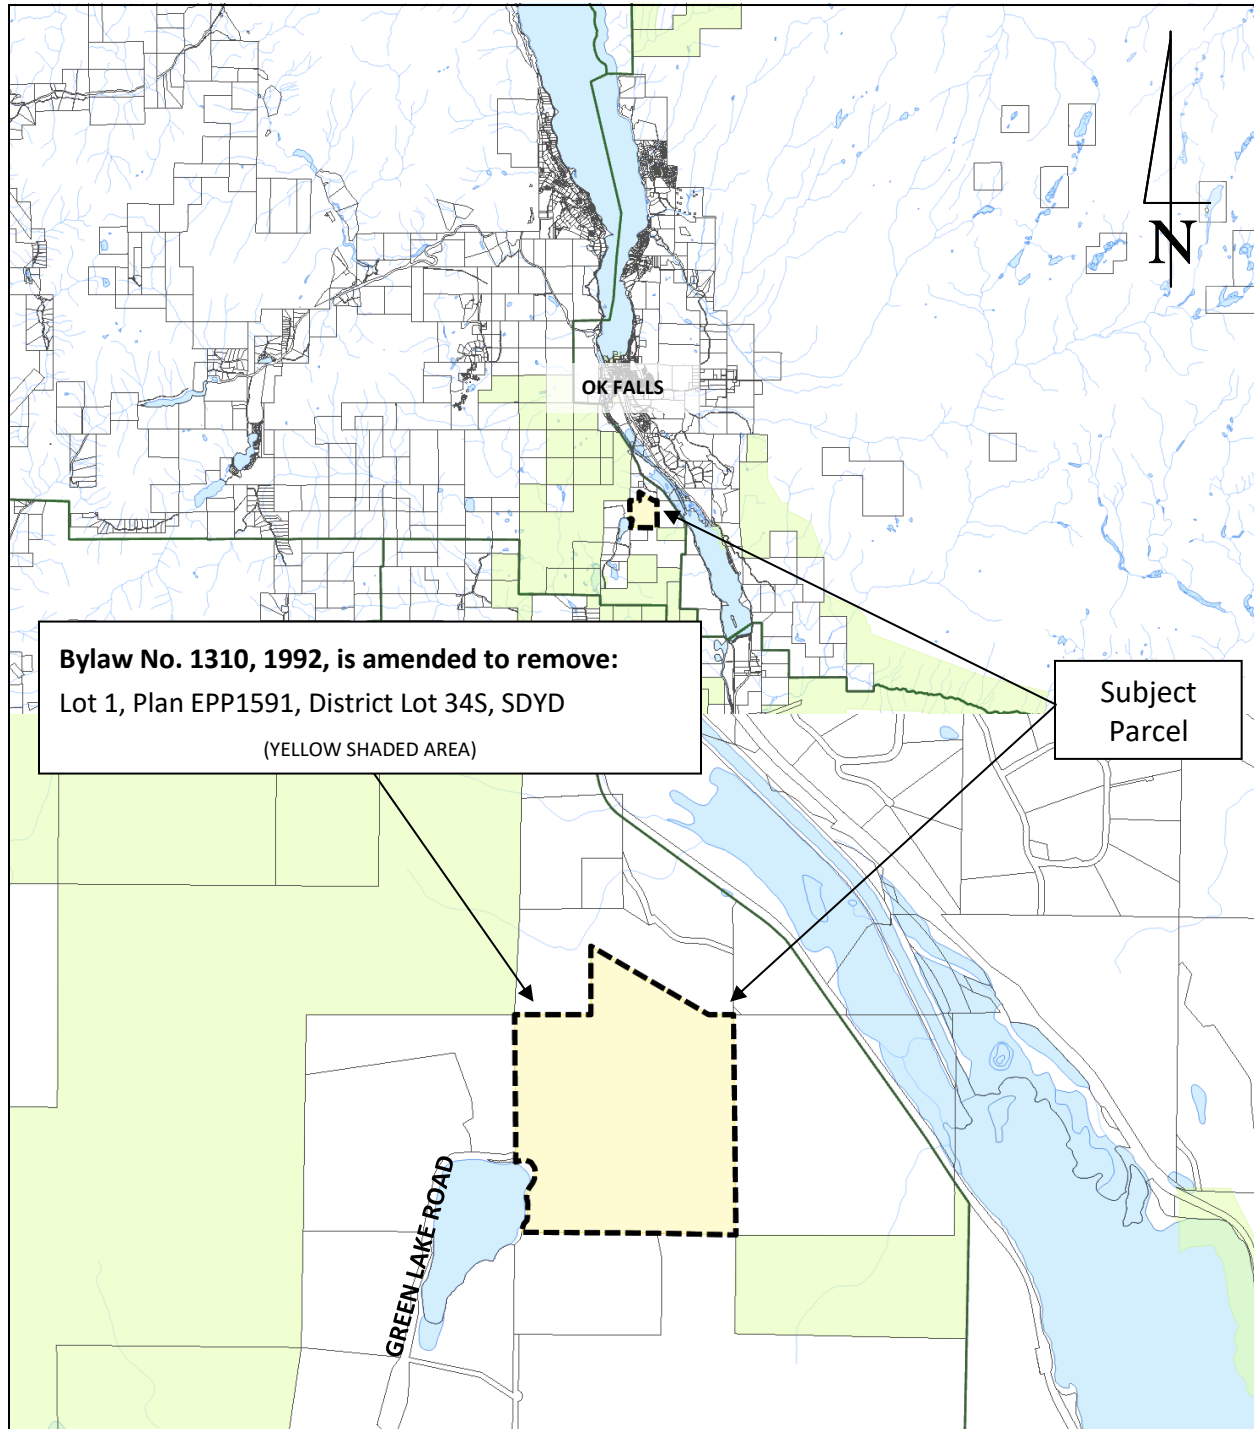 N
OK FALLS
Bylaw No. 1310, 1992, is amended to remove:
Lot 1, Plan EPP1591, District Lot 34S, SDYD
(YELLOW SHADED AREA)
Subject
Parcel
GREEN LAKE ROAD